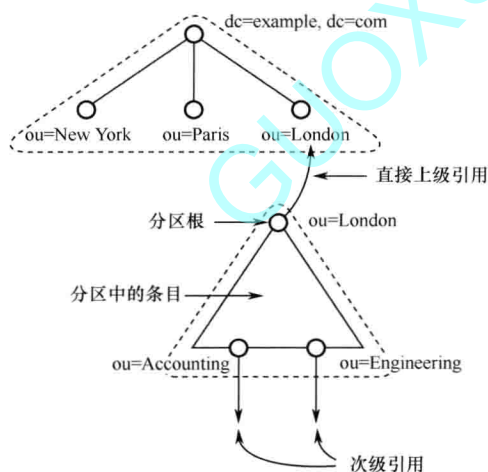 dc=example, dc=com
ou=New York
ou=Paris
ou=London
直接上级引用
分区根
ou=London
分区中的条目
ou=Accounting
ou=Engineering
次级引用
GUOX